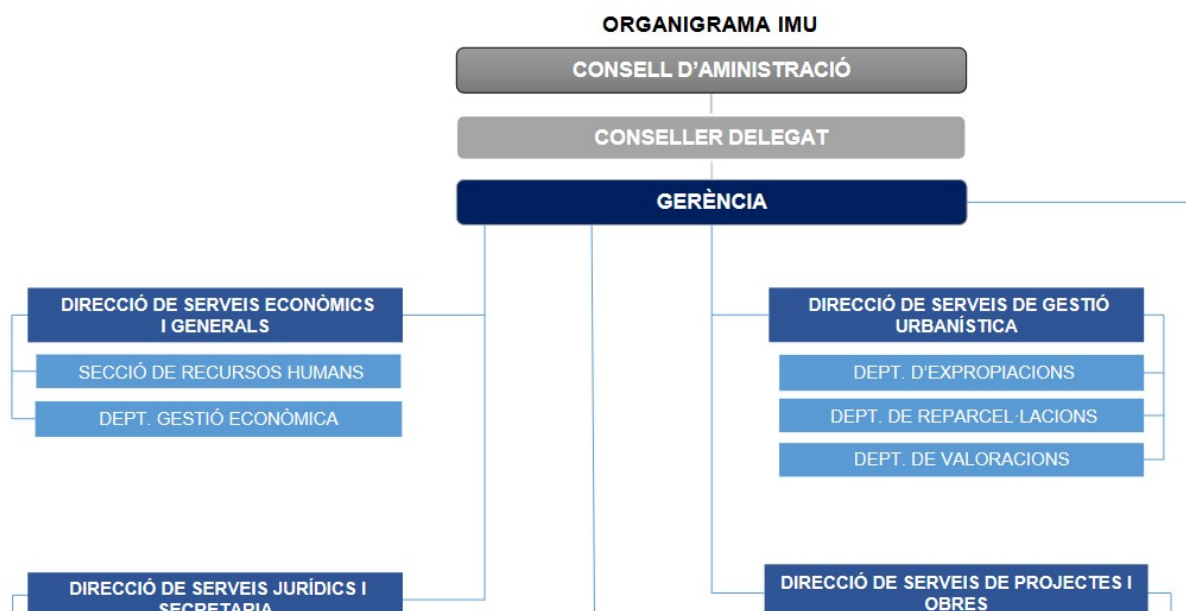 ORGANIGRAMA IMU
CONSELL D'AMINISTRACIÓ
CONSELLER DELEGAT
GERÈNCIA
DIRECCIÓ DE SERVEIS ECONÒMICS
I GENERALS
SECCIÓ DE RECURSOS HUMANS
DEPT. GESTIÓ ECONÒMICA
DIRECCIÓ DE SERVEIS DE GESTIÓ
URBANÍSTICA
DEPT. D'EXPROPIACIONS
DEPT. DE REPARCEL·LACIONS
DEPT. DE VALORACIONS
DIRECCIÓ DE SERVEIS JURÍDICS I
SECRETARIA
DIRECCIÓ DE SERVEIS DE PROJECTES I
OBRES